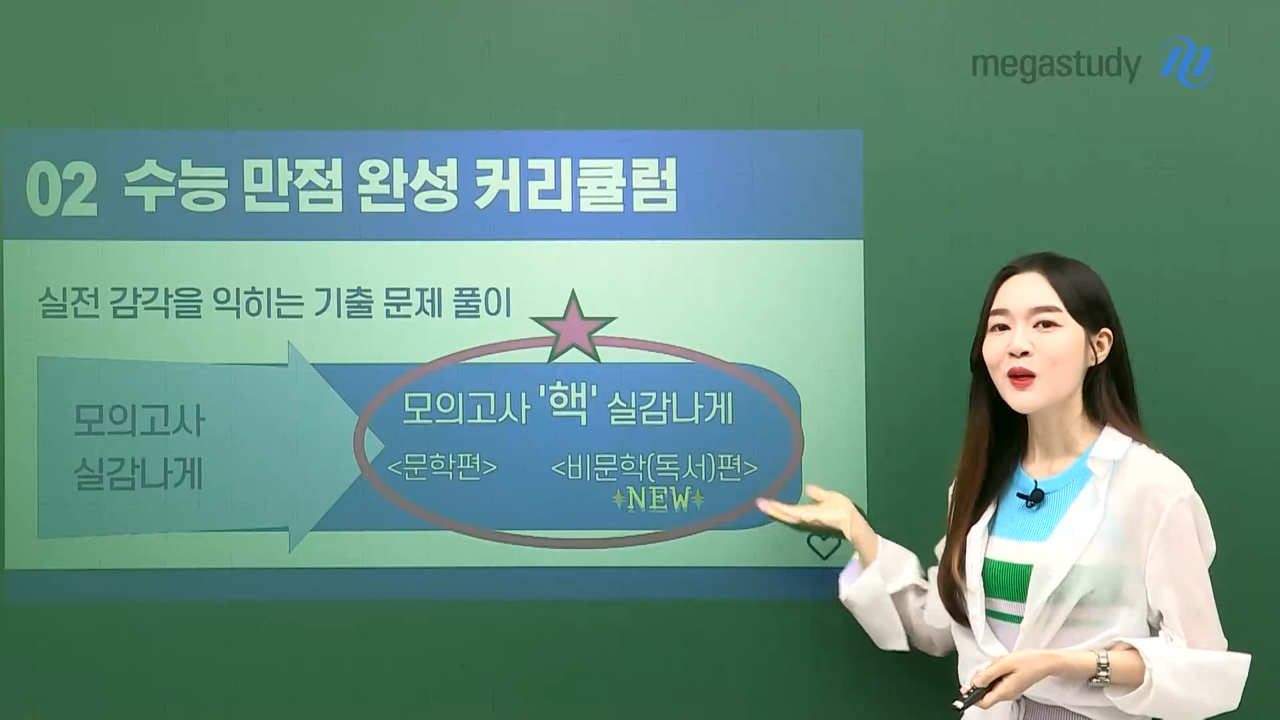 megastudy
02 수능 만점 완성 커리큘럼
실전 감각을 익히는 기출 문제 풀이
모의고사
실감나게
모의고사 '핵' 실감나게
<문학편> <비문학(독서)편>
NEW